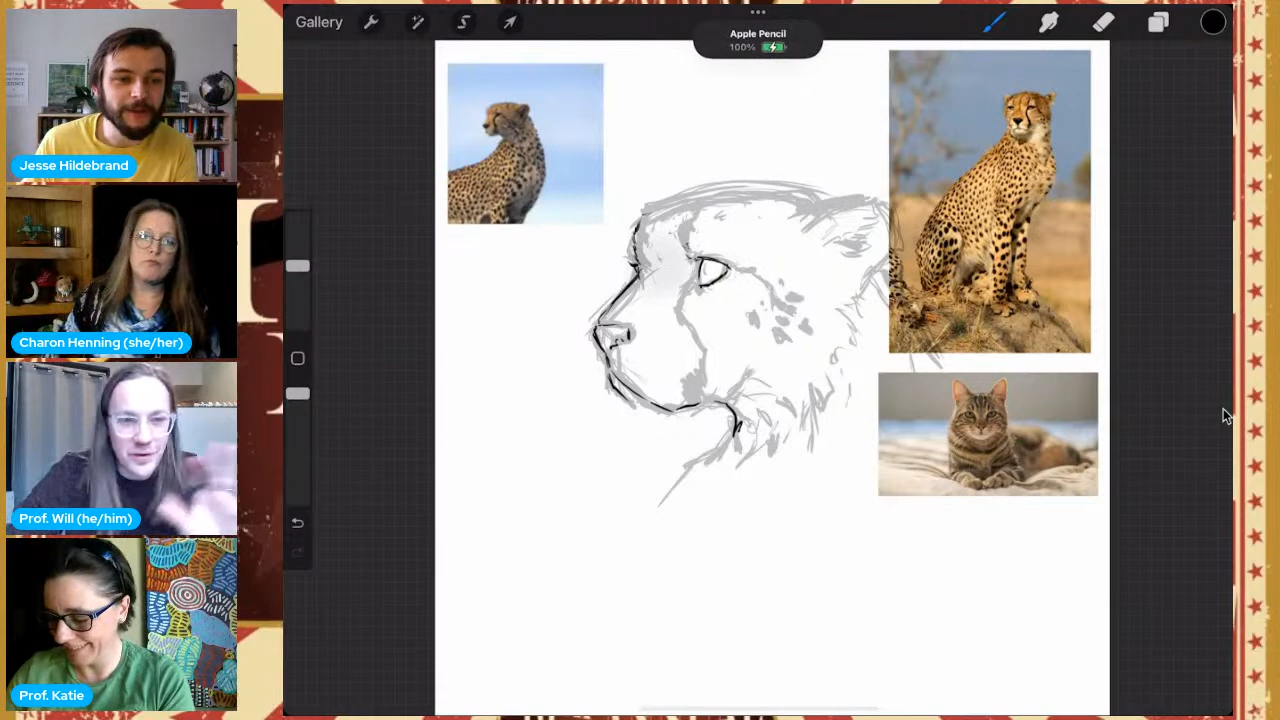 Jesse Hildebrand
Charon Henning (she/her)
Prof. Will (he/him)
Prof. Katie
Gallery
Apple Pencil
100%